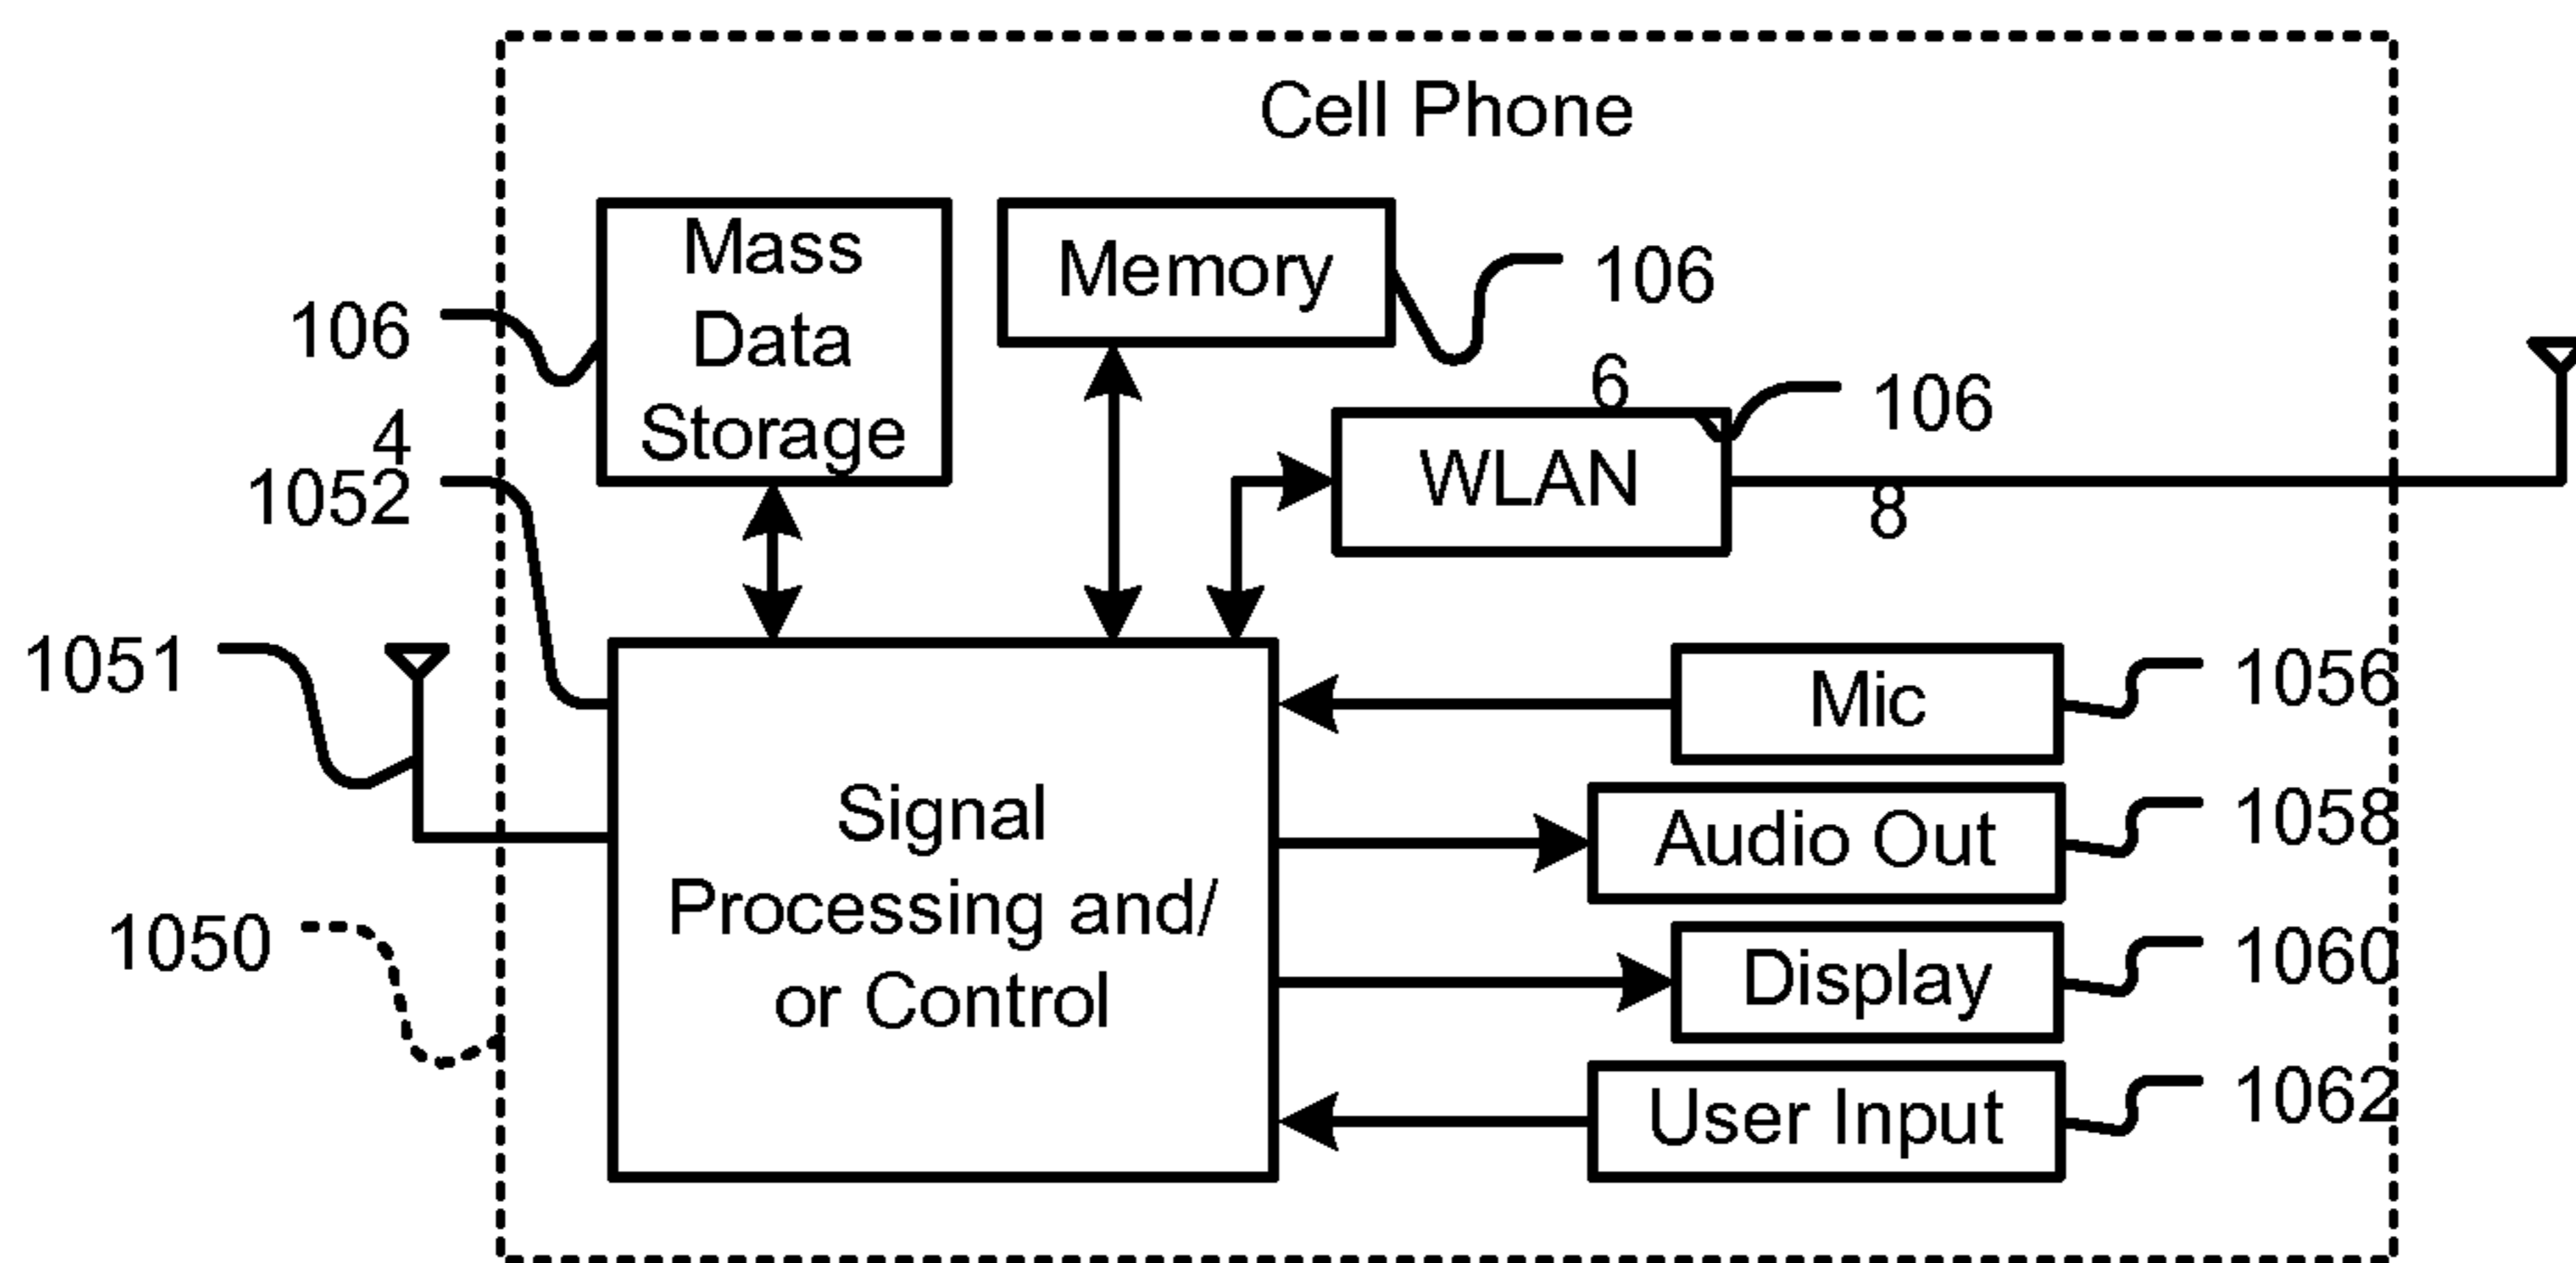 Cell Phone
Mass
Data
Storage
106
4
Memory
106
6
WLAN
106
8
1052
1051
1050
Signal
Processing and/
or Control
Mic
1056
Audio Out
1058
Display
1060
User Input
1062